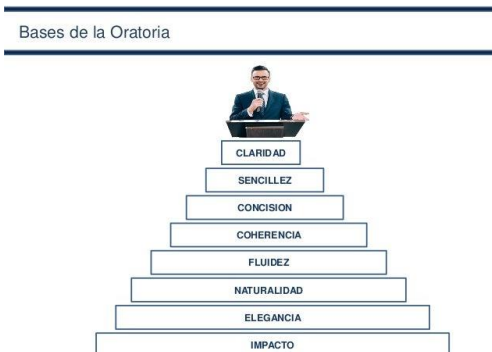 Bases de la Oratoria
CLARIDAD
SENCILLEZ
CONCISION
COHERENCIA
FLUIDEZ
NATURALIDAD
ELEGANCIA
IMPACTO